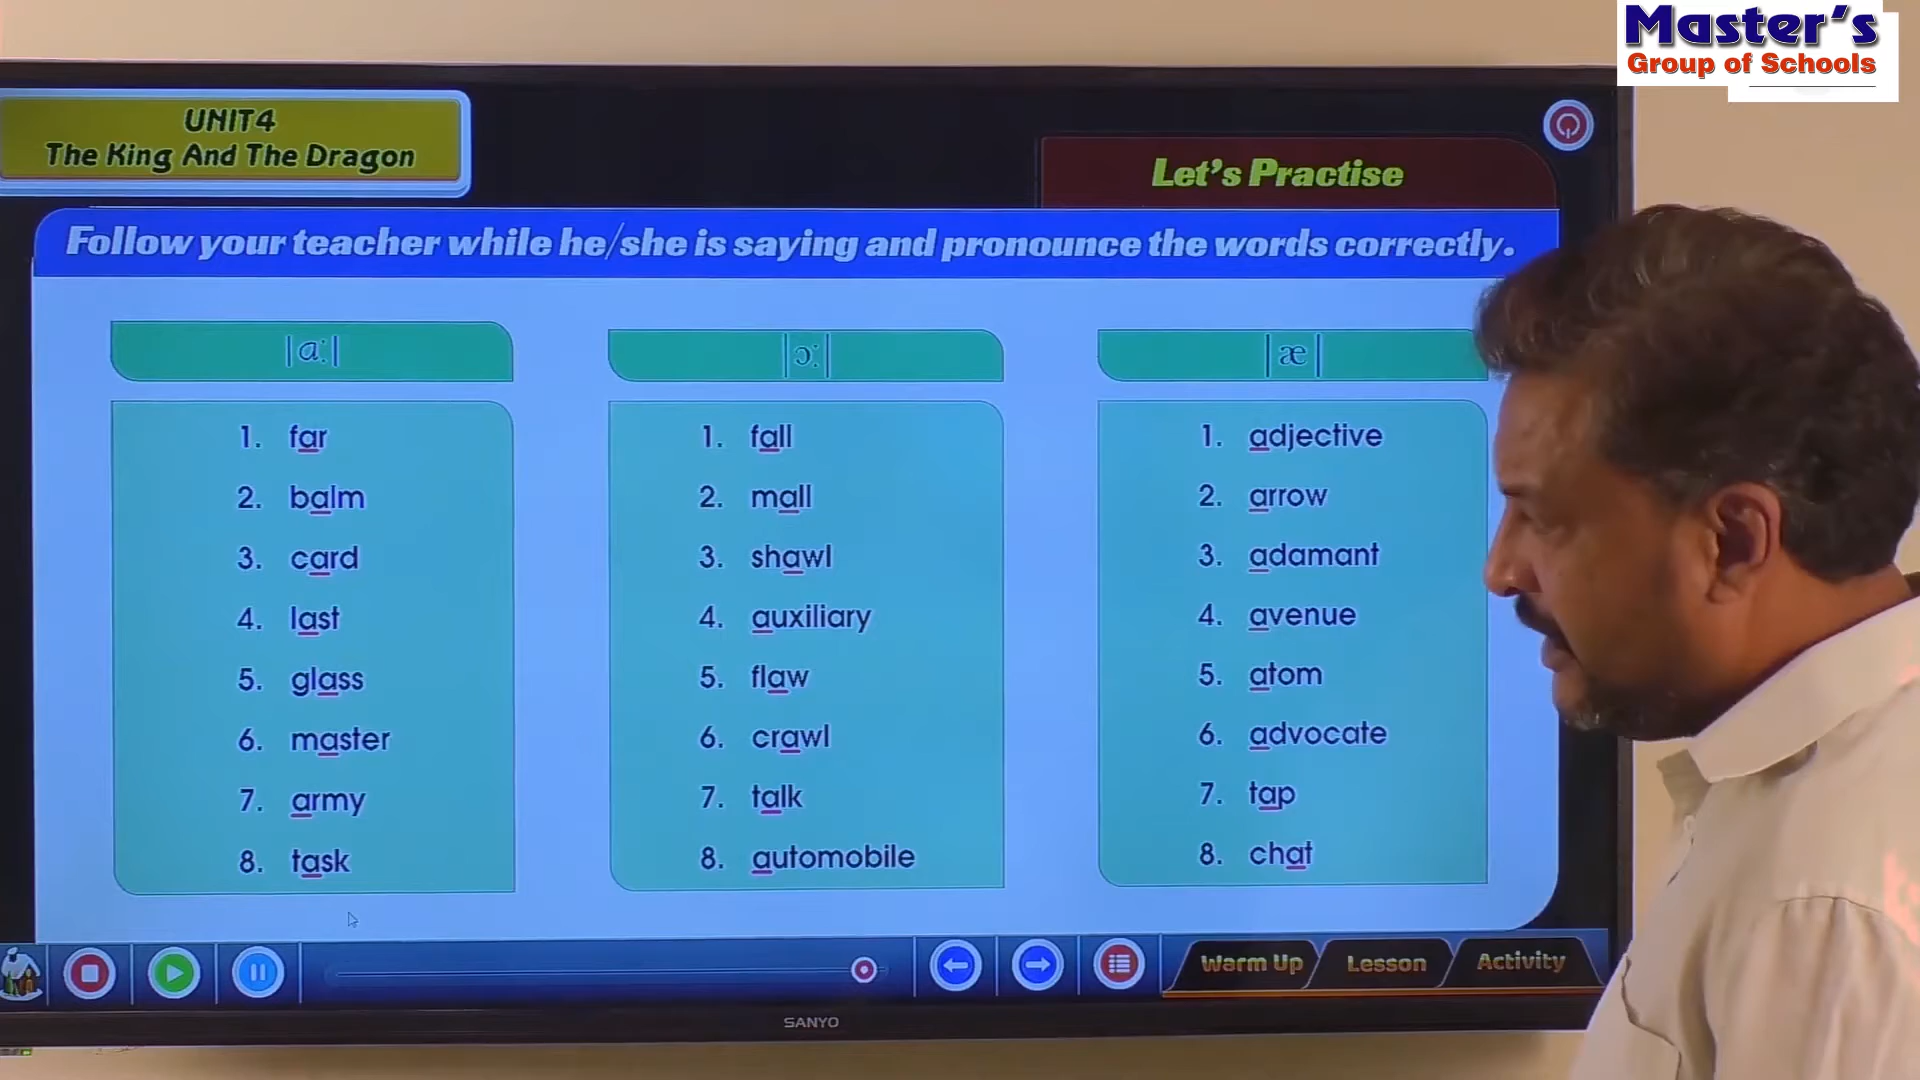 Master's
Group of Schools
UNIT4
The King And The Dragon
Let's Practise
Follow your teacher while he/she is saying and pronounce the words correctly.
|ɑː|
1. far
2. balm
3. card
4. last
5. glass
6. master
7. army
8. task
|ɔː|
1. fall
2. mall
3. shawl
4. auxiliary
5. flaw
6. crawl
7. talk
8. automobile
|æ|
1. adjective
2. arrow
3. adamant
4. avenue
5. atom
6. advocate
7. tap
8. chat
Warm Up
Lesson
Activity
SANYO